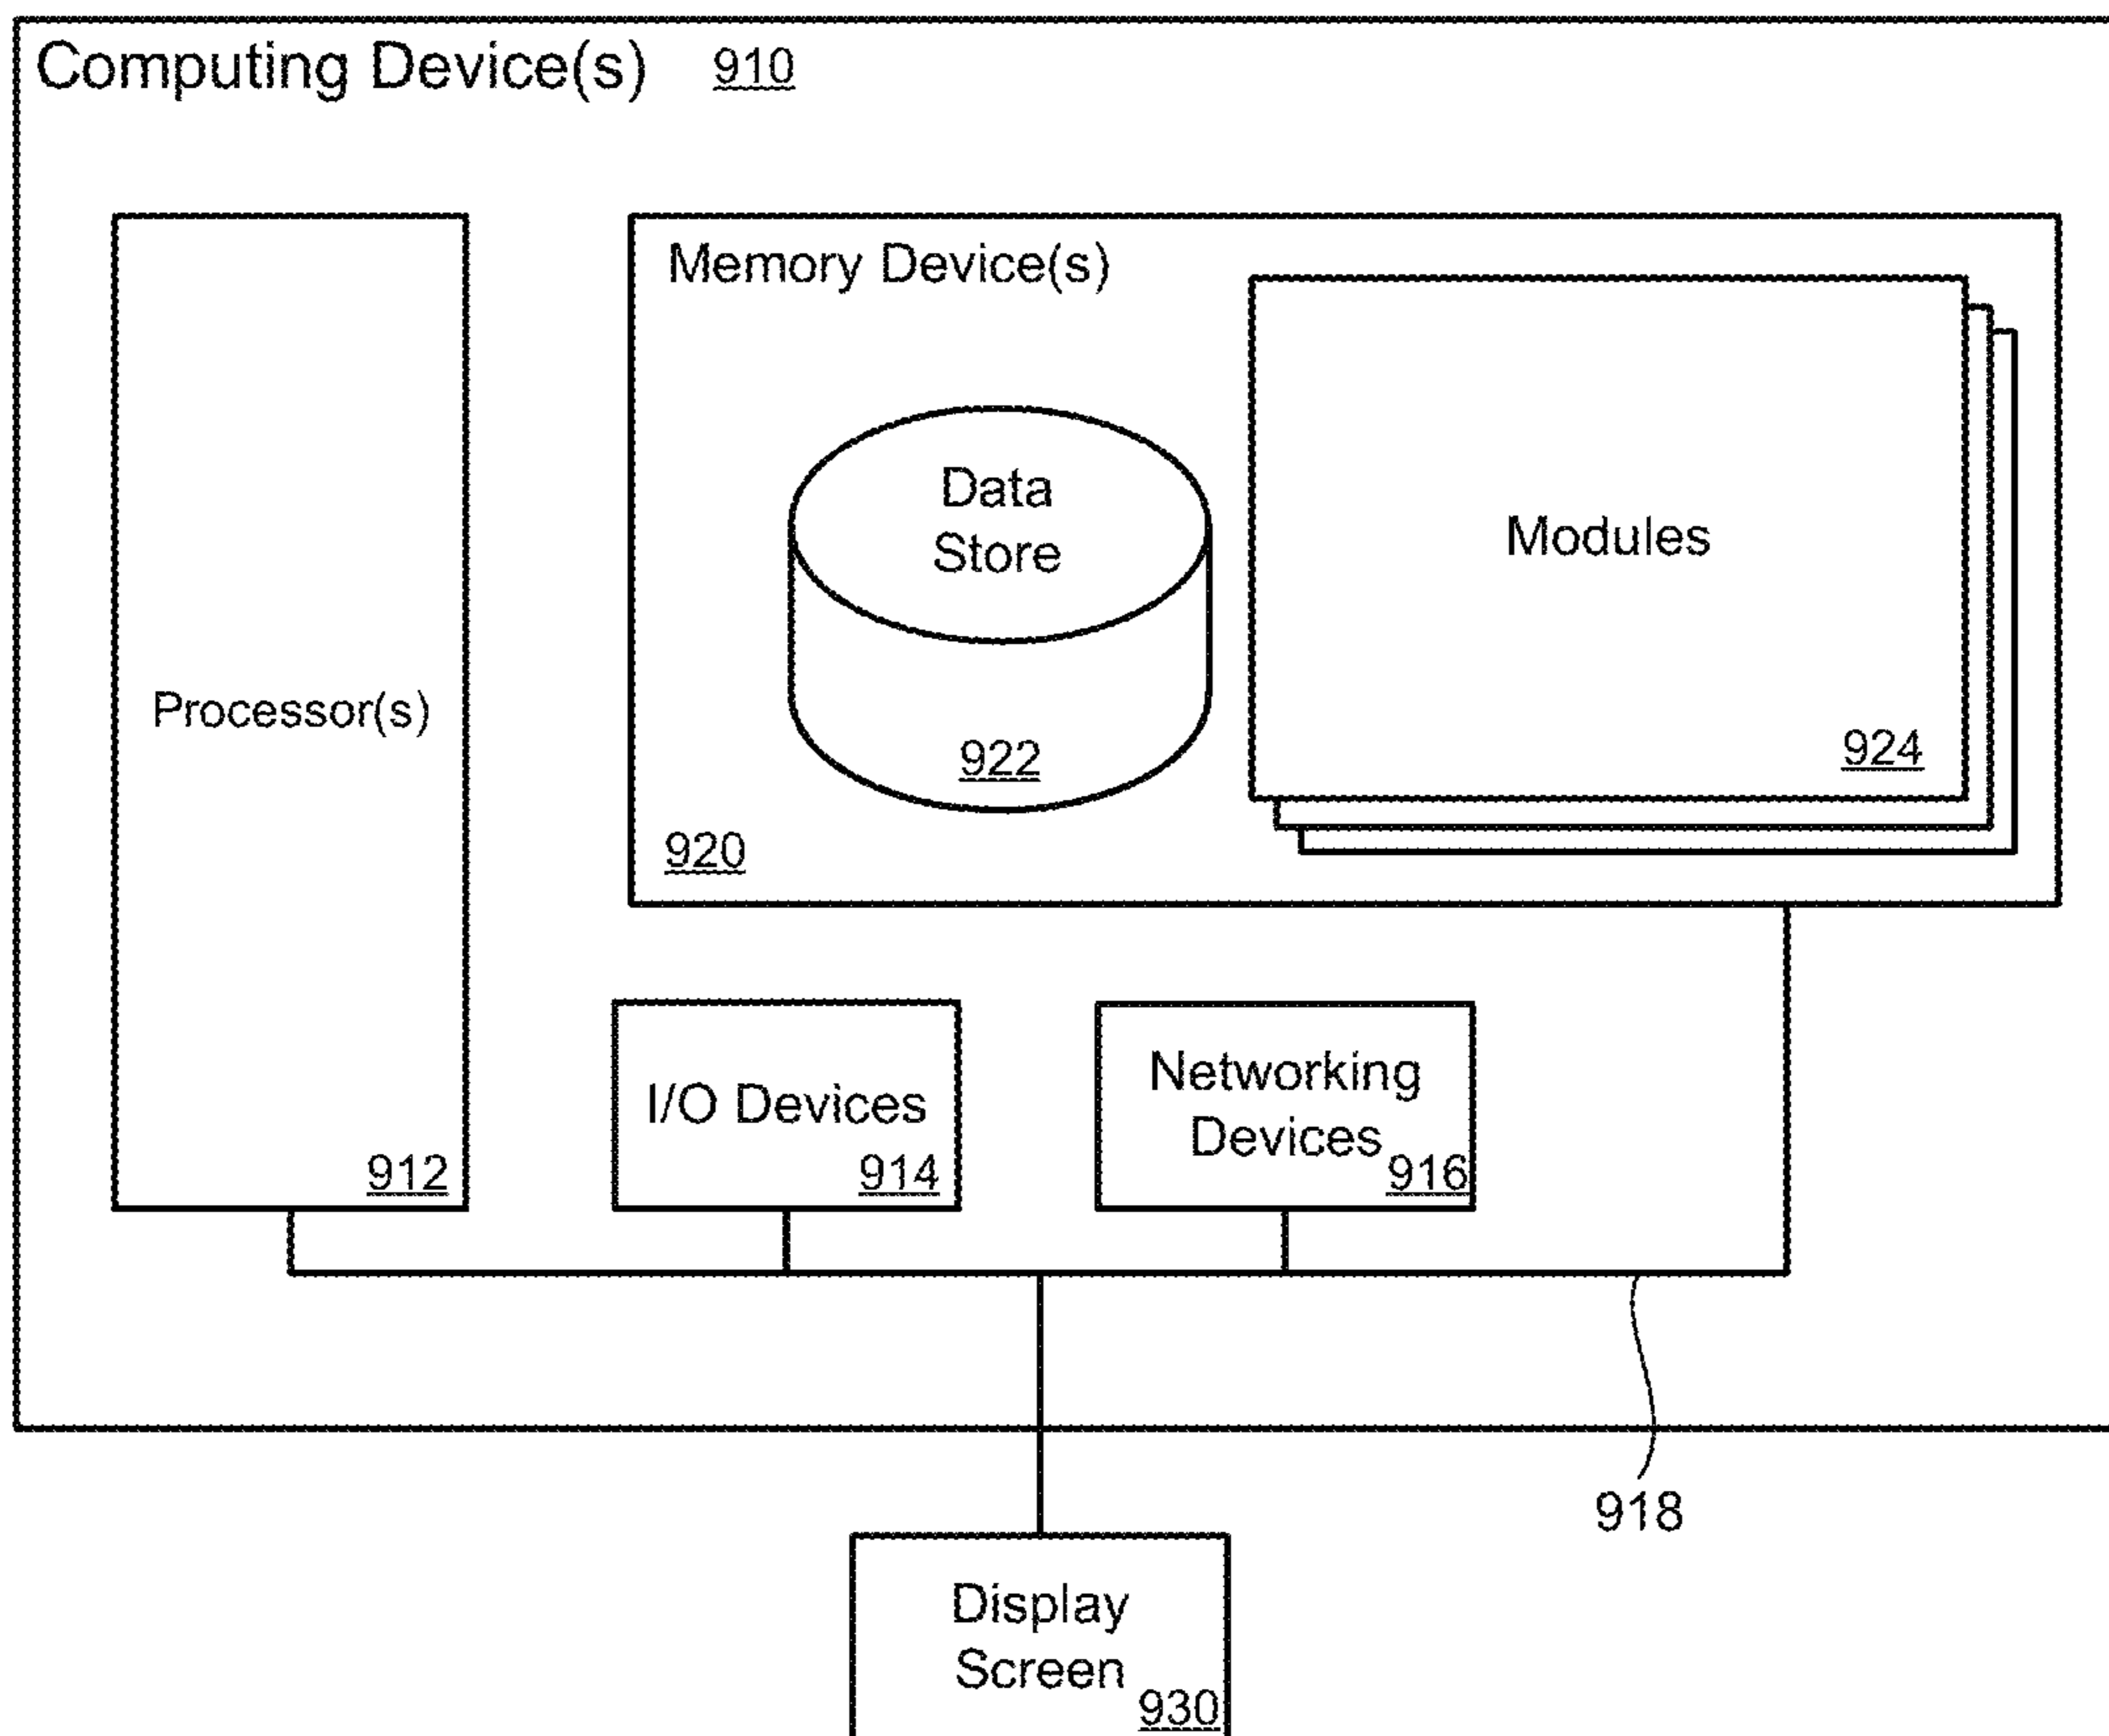 Computing Device(s) 910
Memory Device(s)
Data
Store
Modules
Processor(s)
922
924
920
I/O Devices
Networking
Devices
912
914
916
918
Display
Screen
930